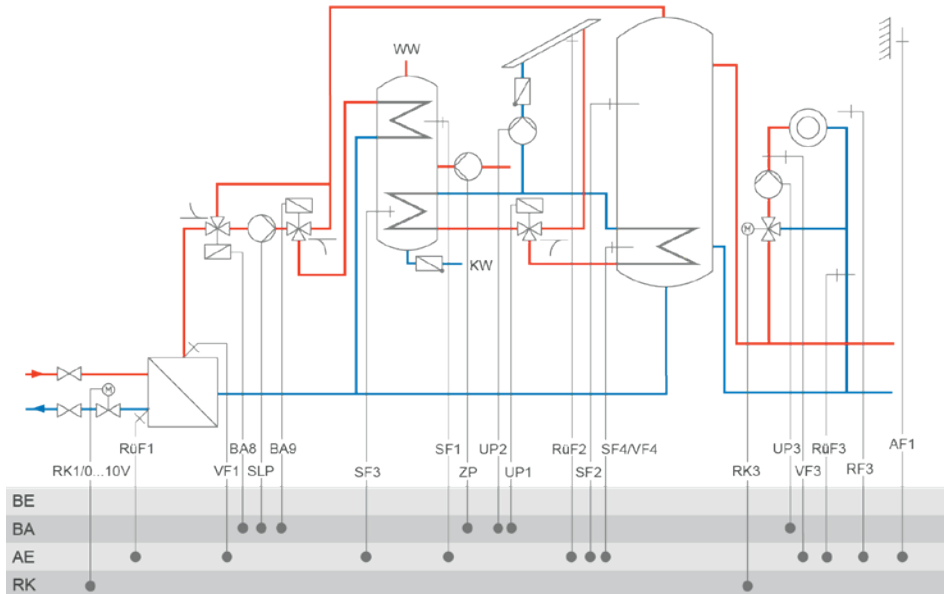 WW
KW
M
M
RüF1
BA8
BA9
SF1
UP2
RüF2
SF4/VF4
UP3
RüF3
AF1
RK1/0...10V
VF1
SLP
SF3
ZP
UP1
SF2
RK3
VF3
RF3
BE
BA
AE
RK